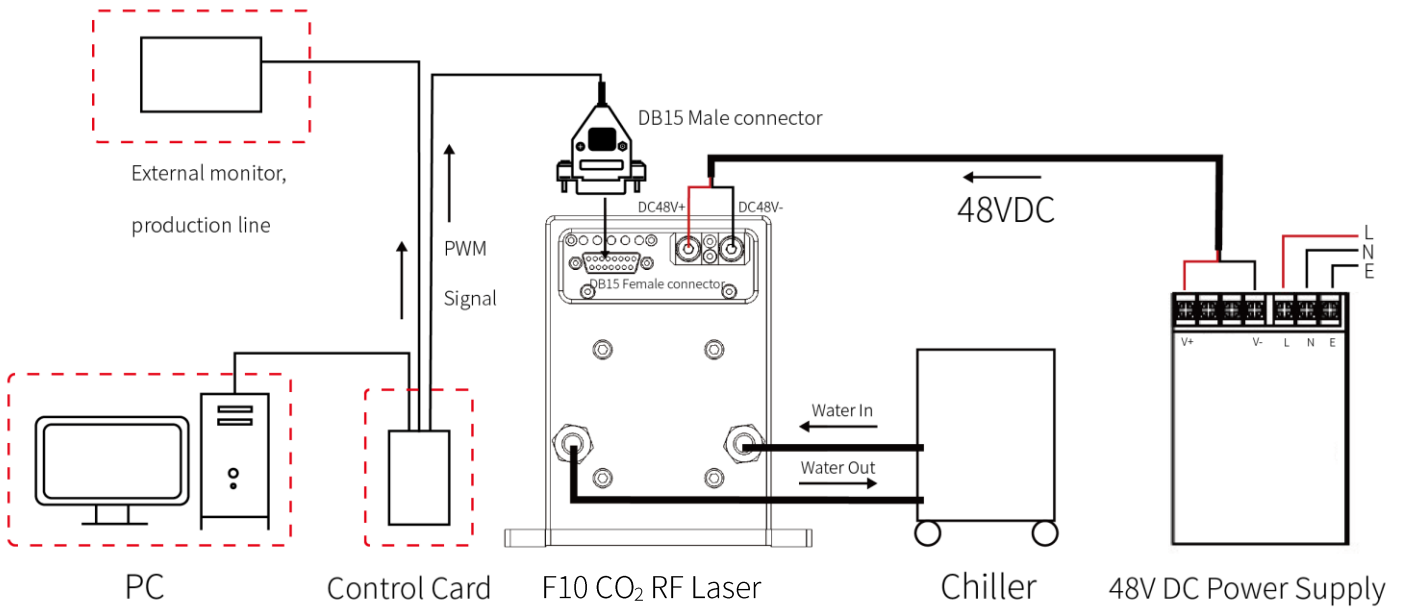 External monitor,
production line
PWM
Signal
DB15 Male connector
DC48V+
DC48V-
DB15 Female connector
48VDC
L
N
E
V+
V-
L
N
E
Water In
Water Out
PC
Control Card
F10 CO₂ RF Laser
Chiller
48V DC Power Supply